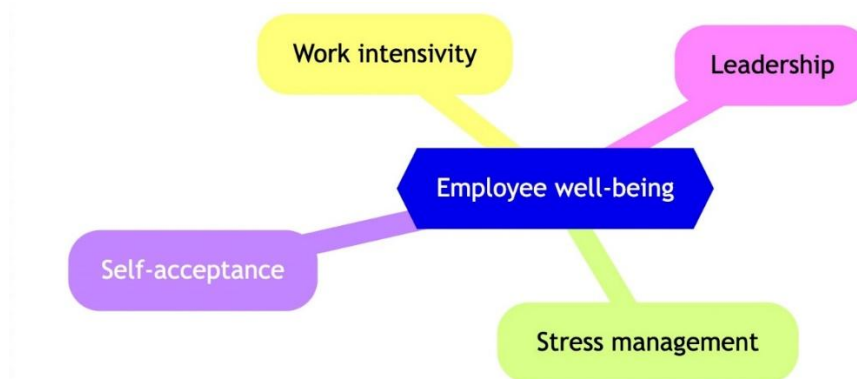 Work intensivity
Leadership
Employee well-being
Self-acceptance
Stress management